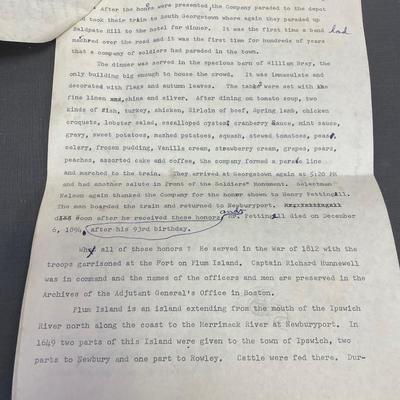 After the honors were presented the Company paraded to the depot
and took their train to South Georgetown where again they paraded up
Baldpate Hill to the hotel for dinner. It was the first time a band had
marched over the road and it was the first time for hundreds of years
that a company of soldiers had paraded in the town.
The dinner was served in the spacious barn of William Bray, the
only building big enough to house the crowd. It was immaculate and
decorated with flags and autumn leaves. The table were set with the
fine linen china and silver. After dining on tomato soup, two
kinds of fish, turkey, chicken, Sirloin of beef, Spring lamb, chicken
croquets, lobster salad, escalloped oyster, cranberry sauce, mint sauce,
gravy, sweet potatoes, mashed potatoes, squash, stewed tomatoes, peas,
celery, frozen pudding, Vanilla cream, strawberry cream, grapes, pears,
peaches, assorted cake and coffee, the company formed a parade line
and marched to the train. They arrived at Georgetown again at 5:20 PM
and had another salute in front of the Soldiers' Monument. Selectman
Nelson again thanked the Company for the honor shown to Henry Pettingill.
The men boarded the train and returned to Newburyport.
soon after he received these honors and Mr. Pettingill died on December
6, 1894, after his 93rd birthday.
Why all of these honors ? He served in the War of 1812 with the
troops garrisoned at the Fort on Plum Island. Captain Richard Hunnewell
was in command and the names of the officers and men are preserved in the
Archives of the Adjutant General's Office in Boston.
Plum Island is an island extending from the mouth of the Ipswich
River north along the coast to the Merrimack River at Newburyport. In
1649 two parts of this Island were given to the town of Ipswich, two
parts to Newbury and one part to Rowley. Cattle were fed there. Dur-